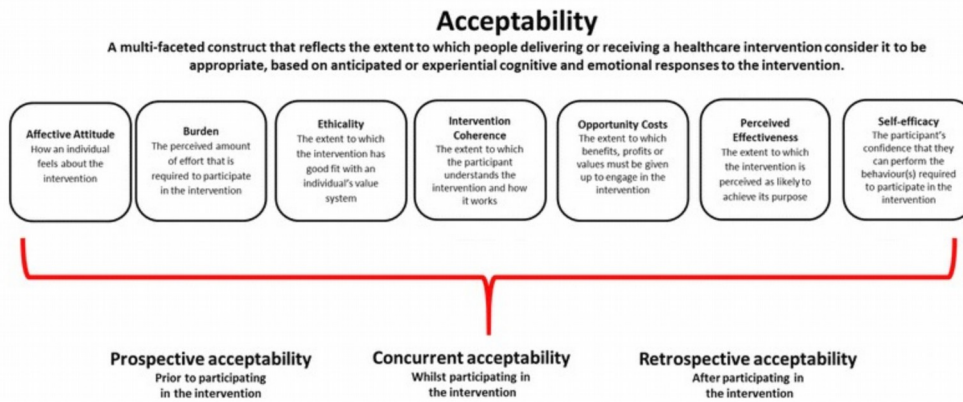 Acceptability
A multi-faceted construct that reflects the extent to which people delivering or receiving a healthcare intervention consider it to be
appropriate, based on anticipated or experiential cognitive and emotional responses to the intervention.
Affective Attitude
How an individual
feels about the
intervention
Burden
The perceived amount
of effort that is
required to participate
in the intervention
Ethicality
The extent to which
the intervention has
good fit with an
individual's value
system
Intervention
Coherence
The extent to which
the participant
understands the
intervention and how
it works
Opportunity Costs
The extent to which
benefits, profits or
values must be given
up to engage in the
intervention
Perceived
Effectiveness
The extent to which
the intervention is
perceived as likely to
achieve its purpose
Self-efficacy
The participant's
confidence that they
can perform the
behaviour(s) required
to participate in the
intervention
Prospective acceptability
Prior to participating
in the intervention
Concurrent acceptability
Whilst participating in
the intervention
Retrospective acceptability
After participating in
the intervention